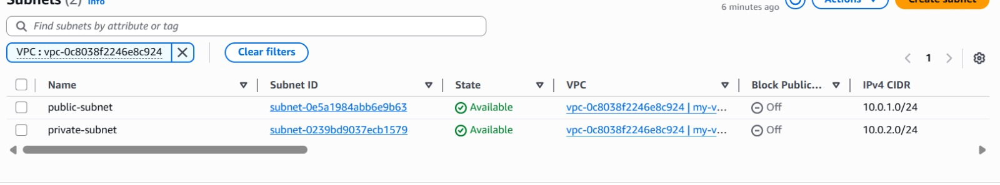 Subnets (2) Info
6 minutes ago
Actions
Create subnet
Find subnets by attribute or tag
VPC : vpc-0c8038f2246e8c924
Clear filters
1
Name Subnet ID State VPC Block Public... IPv4 CIDR
public-subnet subnet-0e5a1984abb6e9b63 Available vpc-0c8038f2246e8c924 | my-v... Off 10.0.1.0/24
private-subnet subnet-0239bd9037ecb1579 Available vpc-0c8038f2246e8c924 | my-v... Off 10.0.2.0/24